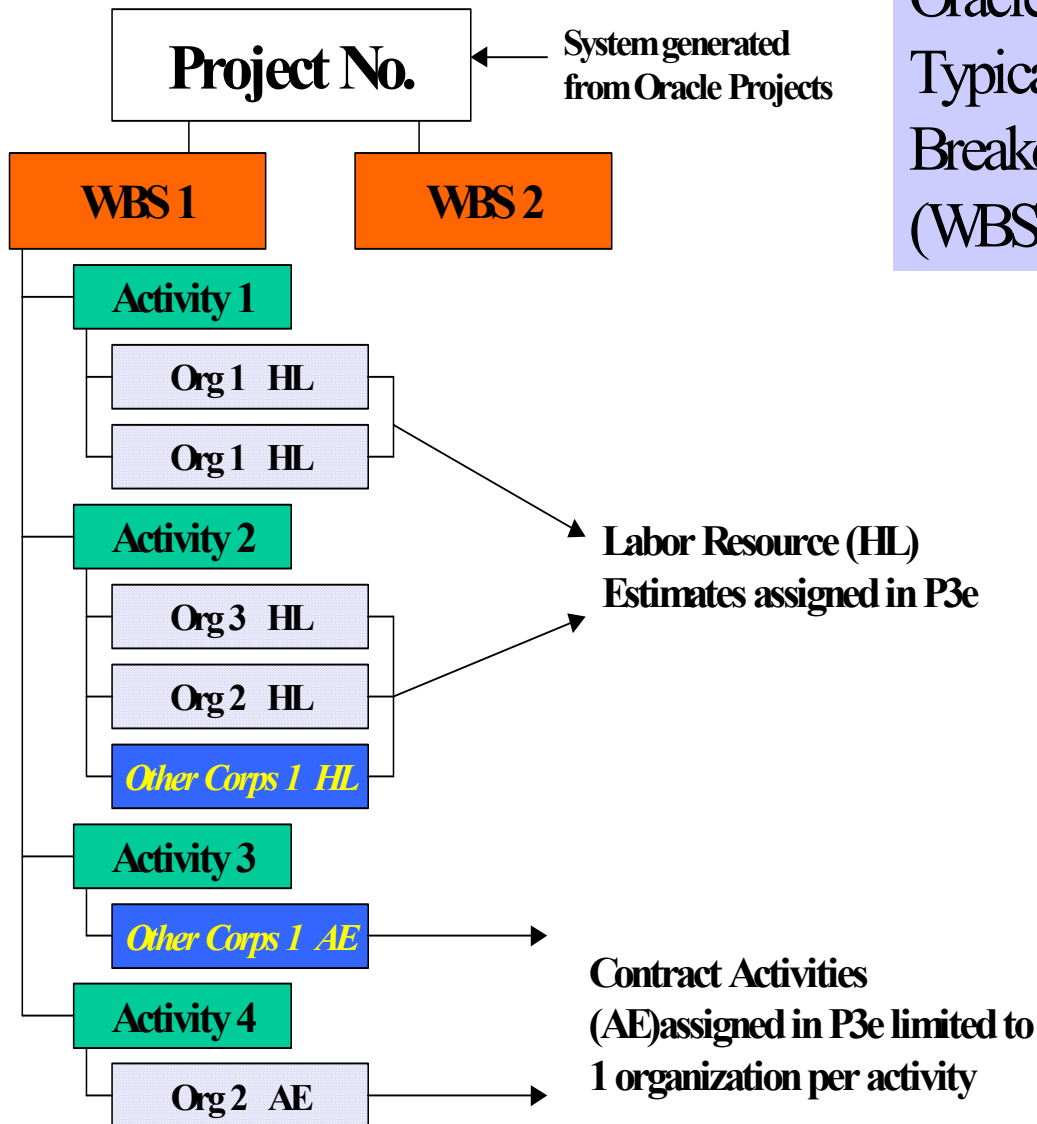 Project No.
System generated
from Oracle Projects
Oracle
Typica
(WBS
WBS 1
WBS 2
Activity 1
Org 1 HL
Org 1 HL
Activity 2
Org 3 HL
Org 2 HL
Other Corps 1 HL
Labor Resource (HL)
Estimates assigned in P3e
Activity 3
Other Corps 1 AE
Activity 4
Org 2 AE
Contract Activities
(AE)assigned in P3e limited to
1 organization per activity